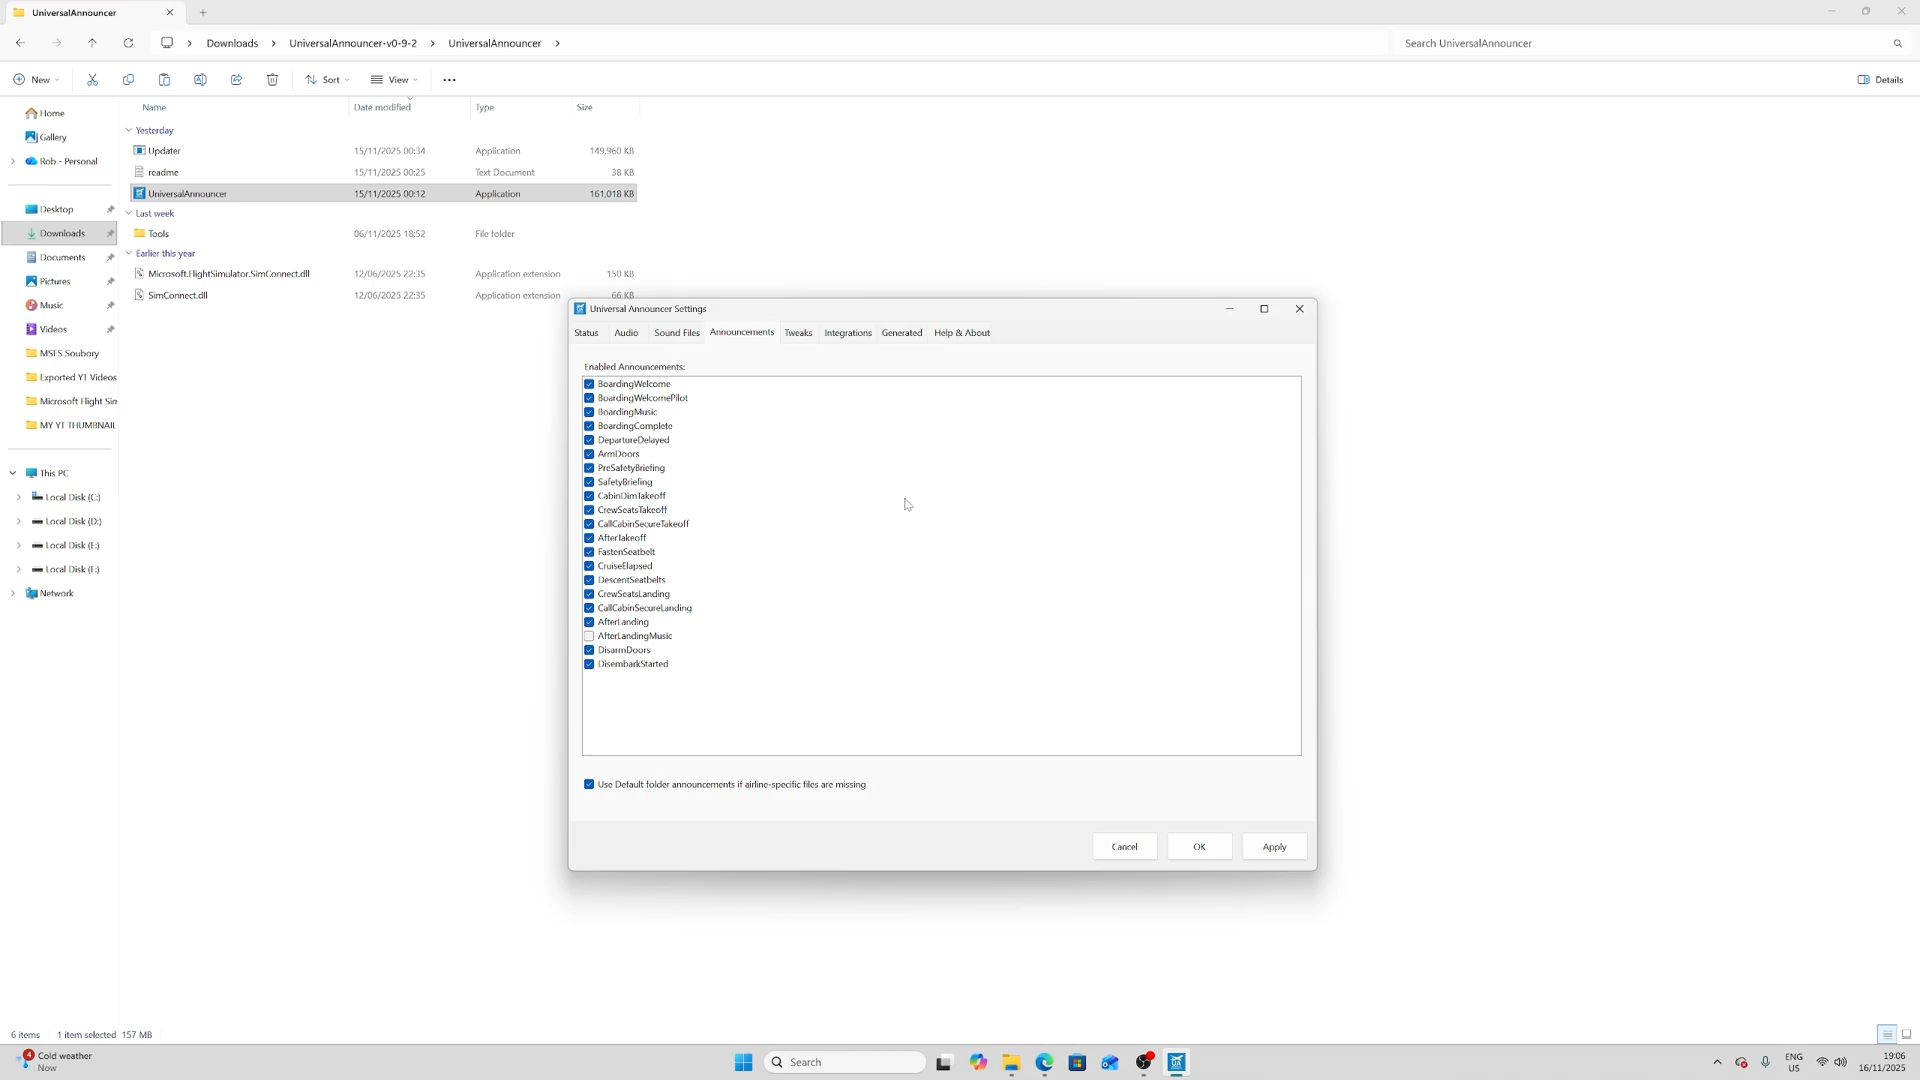 UniversalAnnouncer
Downloads
UniversalAnnouncer-v0-9-2
UniversalAnnouncer
Search UniversalAnnouncer
New
Sort
View
Details
Name
Date modified
Type
Size
Home
Gallery
Rob - Personal
Desktop
Downloads
Documents
Pictures
Music
Videos
MSFS Soubory
Exported YT Videos
Microsoft Flight Sim
MY YT THUMBNAIL
This PC
Local Disk (C:)
Local Disk (D:)
Local Disk (E:)
Local Disk (F:)
Network
Yesterday
Updater 15/11/2025 00:34 Application 149,960 KB
readme 15/11/2025 00:25 Text Document 38 KB
UniversalAnnouncer 15/11/2025 00:12 Application 161,018 KB
Last week
Tools 06/11/2025 18:52 File folder
Earlier this year
Microsoft.FlightSimulator.SimConnect.dll 12/06/2025 22:35 Application extension 150 KB
SimConnect.dll 12/06/2025 22:35 Application extension 66 KB
Universal Announcer Settings
Status Audio Sound Files Announcements Tweaks Integrations Generated Help & About
Enabled Announcements:
BoardingWelcome
BoardingWelcomePilot
BoardingMusic
BoardingComplete
DepartureDelayed
ArmDoors
PreSafetyBriefing
SafetyBriefing
CabinDimTakeoff
CrewSeatsTakeoff
CallCabinSecureTakeoff
AfterTakeoff
FastenSeatbelt
CruiseElapsed
DescentSeatbelts
CrewSeatsLanding
CallCabinSecureLanding
AfterLanding
AfterLandingMusic
DisarmDoors
DisembarkStarted
Use Default folder announcements if airline-specific files are missing
Cancel OK Apply
6 items 1 item selected 157 MB
4
Cold weather
Now
Search
UA
ENG
US
19:06
16/11/2025